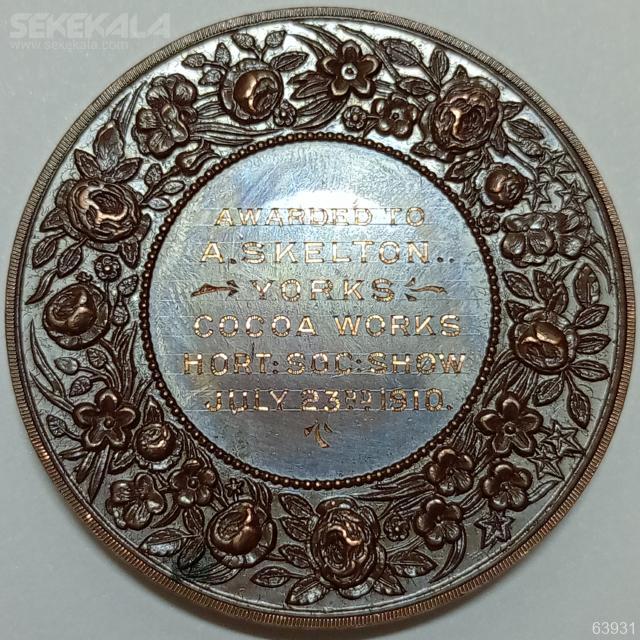 SEKEKALA
www.sekekala.com
AWARDED TO
A. SKELTON..
YORKS
COCOA WORKS
HORT: SOC: SHOW
JULY 23RD 1910.
63931